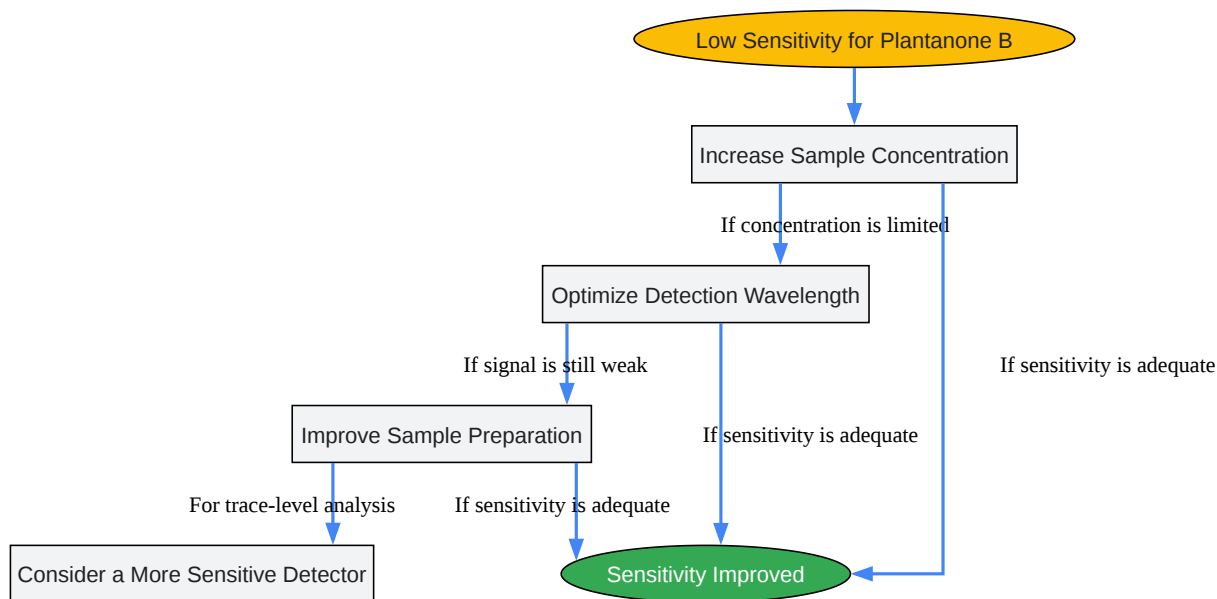 Low Sensitivity for Plantanone B
Increase Sample Concentration
If concentration is limited
Optimize Detection Wavelength
If signal is still weak
If sensitivity is adequate
Improve Sample Preparation
If sensitivity is adequate
For trace-level analysis
If sensitivity is adequate
Consider a More Sensitive Detector
Sensitivity Improved